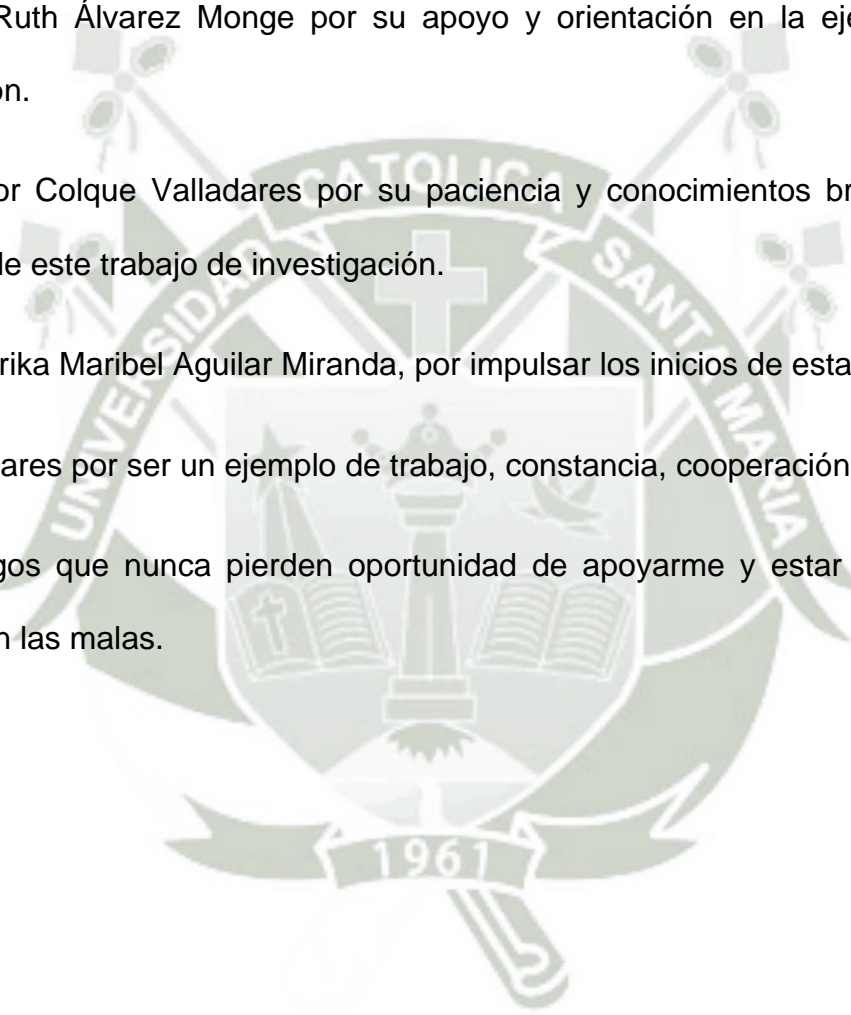 Ruth Álvarez Monge por su apoyo y orientación en la eje
ón.
or Colque Valladares por su paciencia y conocimientos br
de este trabajo de investigación.
rika Maribel Aguilar Miranda, por impulsar los inicios de esta
ares por ser un ejemplo de trabajo, constancia, cooperación
gos que nunca pierden oportunidad de apoyarme y estar
n las malas.
UNIVERSIDAD CATOLICA SANTA MARIA
1961